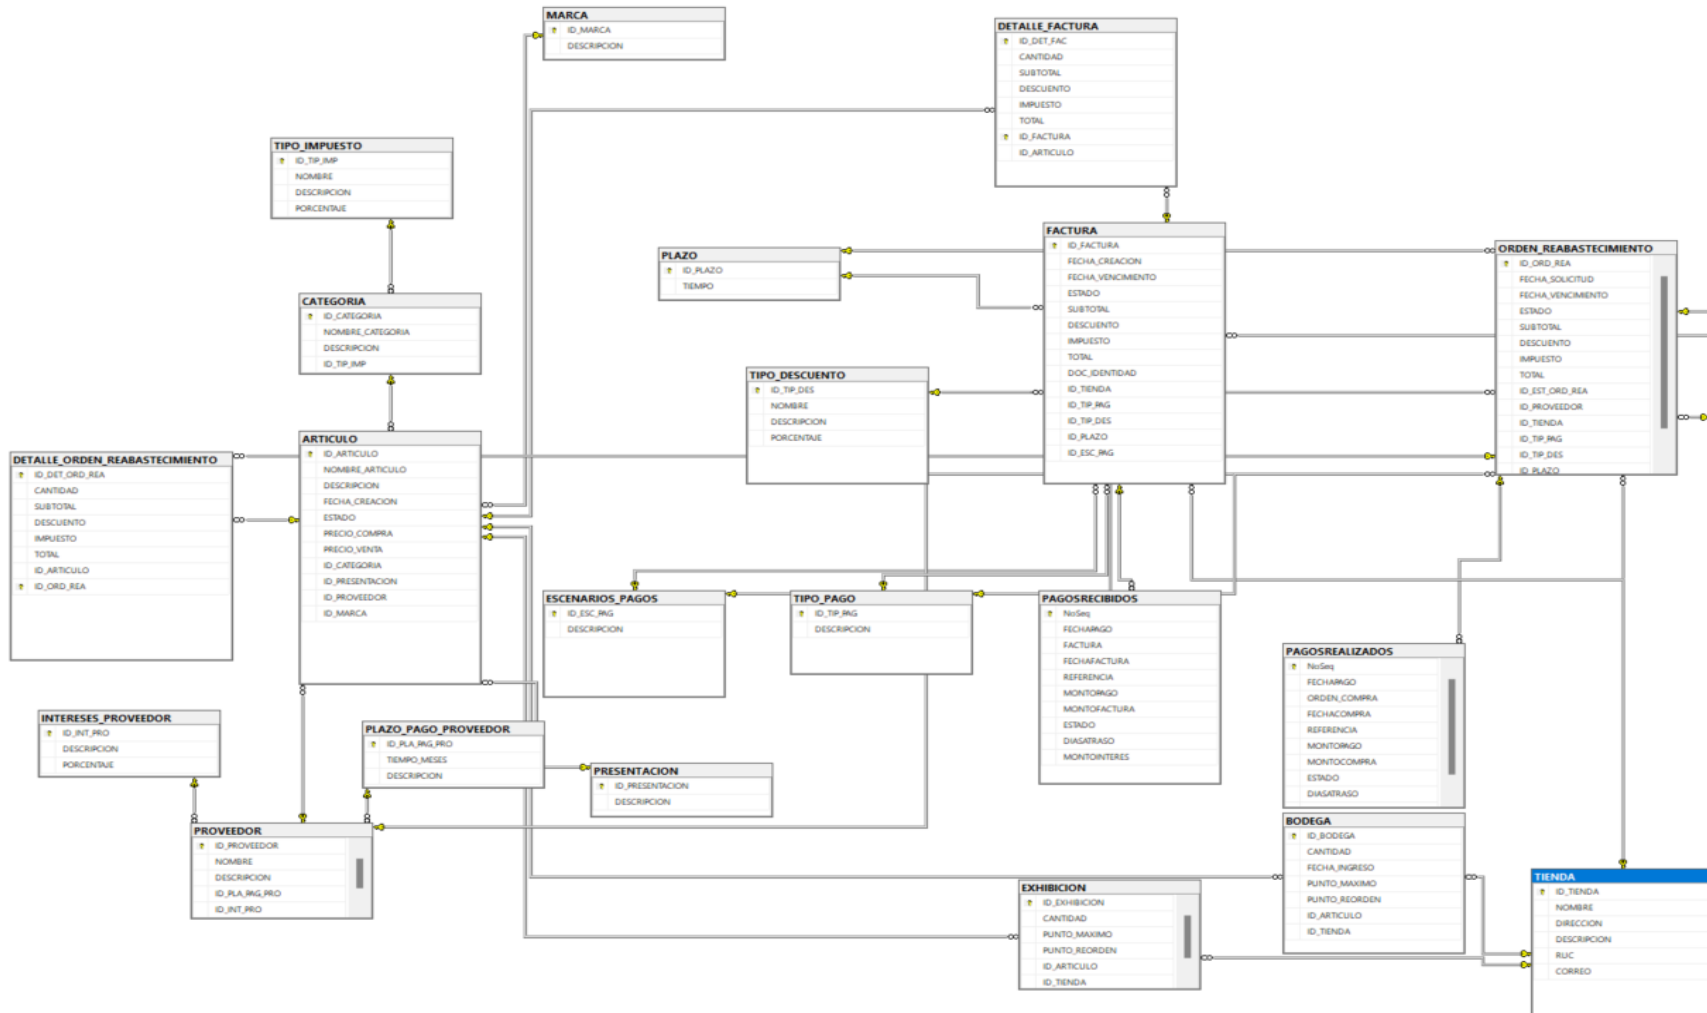 MARCA
ID_MARCA
DESCRIPCION
DETALLE_FACTURA
ID_DET_FAC
CANTIDAD
SUBTOTAL
DESCUENTO
IMPUESTO
TOTAL
ID_FACTURA
ID_ARTICULO
TIPO_IMPUESTO
ID_TIP_IMP
NOMBRE
DESCRIPCION
PORCENTAJE
FACTURA
ID_FACTURA
FECHA_CREACION
FECHA_VENCIMIENTO
ESTADO
SUBTOTAL
DESCUENTO
IMPUESTO
TOTAL
DOC_IDENTIDAD
ID_TIENDA
ID_TIP_PAG
ID_TIP_DES
ID_PLAZO
ID_ESC_PAG
PLAZO
ID_PLAZO
TIEMPO
ORDEN_REABASTECIMIENTO
ID_ORD_REA
FECHA_SOLICITUD
FECHA_VENCIMIENTO
ESTADO
SUBTOTAL
DESCUENTO
IMPUESTO
TOTAL
ID_EST_ORD_REA
ID_PROVEEDOR
ID_TIENDA
ID_TIP_PAG
ID_TIP_DES
ID_PLAZO
CATEGORIA
ID_CATEGORIA
NOMBRE_CATEGORIA
DESCRIPCION
ID_TIP_IMP
TIPO_DESCUENTO
ID_TIP_DES
NOMBRE
DESCRIPCION
PORCENTAJE
ARTICULO
ID_ARTICULO
NOMBRE_ARTICULO
DESCRIPCION
FECHA_CREACION
ESTADO
PRECIO_COMPRA
PRECIO_VENTA
ID_CATEGORIA
ID_PRESENTACION
ID_PROVEEDOR
ID_MARCA
DETALLE_ORDEN_REABASTECIMIENTO
ID_DET_ORD_REA
CANTIDAD
SUBTOTAL
DESCUENTO
IMPUESTO
TOTAL
ID_ARTICULO
ID_ORD_REA
ESCENARIOS_PAGOS
ID_ESC_PAG
DESCRIPCION
TIPO_PAGO
ID_TIP_PAG
DESCRIPCION
PAGOSRECIBIDOS
NoSeq
FECHAPAGO
FACTURA
FECHAFACTURA
REFERENCIA
MONTOPAGO
MONTOFACTURA
ESTADO
DIASATRASO
MONTOINTERES
PAGOSREALIZADOS
NoSeq
FECHAPAGO
ORDEN_COMPRA
FECHACOMPRA
REFERENCIA
MONTOPAGO
MONTOCOMPRA
ESTADO
DIASATRASO
INTERESES_PROVEEDOR
ID_INT_PRO
DESCRIPCION
PORCENTAJE
PLAZO_PAGO_PROVEEDOR
ID_PLA_PAG_PRO
TIEMPO_MESES
DESCRIPCION
PRESENTACION
ID_PRESENTACION
DESCRIPCION
PROVEEDOR
ID_PROVEEDOR
NOMBRE
DESCRIPCION
ID_PLA_PAG_PRO
ID_INT_PRO
BODEGA
ID_BODEGA
CANTIDAD
FECHA_INGRESO
PUNTO_MAXIMO
PUNTO_REORDEN
ID_ARTICULO
ID_TIENDA
EXHIBICION
ID_EXHIBICION
CANTIDAD
PUNTO_MAXIMO
PUNTO_REORDEN
ID_ARTICULO
ID_TIENDA
TIENDA
ID_TIENDA
NOMBRE
DIRECCION
DESCRIPCION
RUC
CORREO